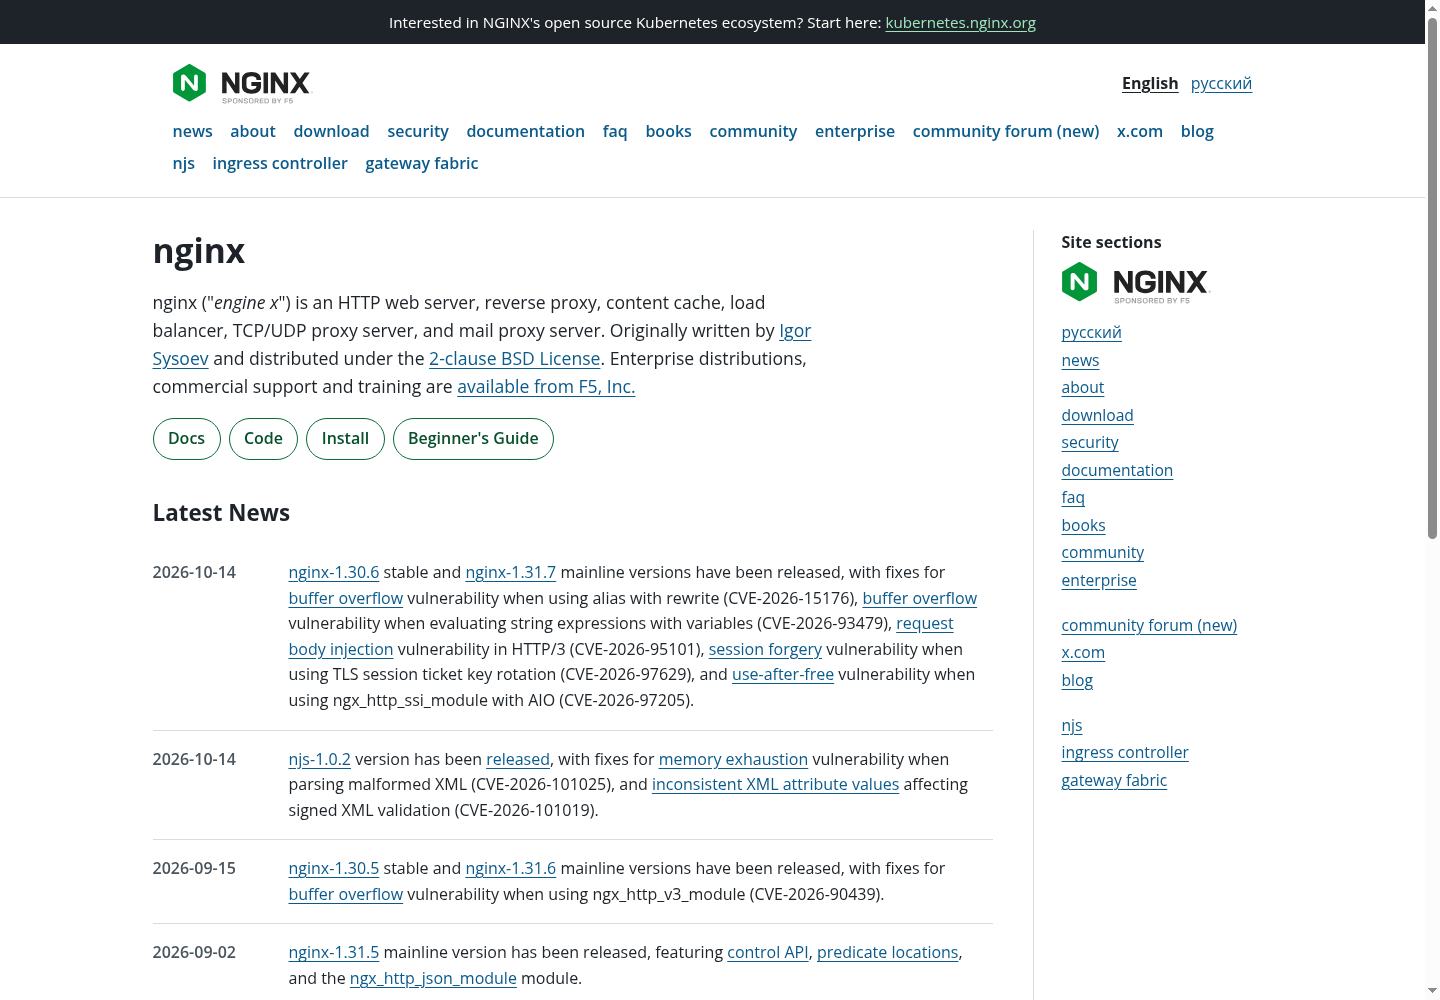 Interested in NGINX's open source Kubernetes ecosystem? Start here: kubernetes.nginx.org
NGINX
SPONSORED BY F5
English русский
news about download security documentation faq books community enterprise community forum (new) x.com blog
njs ingress controller gateway fabric
nginx
nginx ("engine x") is an HTTP web server, reverse proxy, content cache, load
balancer, TCP/UDP proxy server, and mail proxy server. Originally written by Igor
Sysoev and distributed under the 2-clause BSD License. Enterprise distributions,
commercial support and training are available from F5, Inc.
Docs Code Install Beginner's Guide
Latest News
2026-10-14 nginx-1.30.6 stable and nginx-1.31.7 mainline versions have been released, with fixes for
buffer overflow vulnerability when using alias with rewrite (CVE-2026-15176), buffer overflow
vulnerability when evaluating string expressions with variables (CVE-2026-93479), request
body injection vulnerability in HTTP/3 (CVE-2026-95101), session forgery vulnerability when
using TLS session ticket key rotation (CVE-2026-97629), and use-after-free vulnerability when
using ngx_http_ssi_module with AIO (CVE-2026-97205).
2026-10-14 njs-1.0.2 version has been released, with fixes for memory exhaustion vulnerability when
parsing malformed XML (CVE-2026-101025), and inconsistent XML attribute values affecting
signed XML validation (CVE-2026-101019).
2026-09-15 nginx-1.30.5 stable and nginx-1.31.6 mainline versions have been released, with fixes for
buffer overflow vulnerability when using ngx_http_v3_module (CVE-2026-90439).
2026-09-02 nginx-1.31.5 mainline version has been released, featuring control API, predicate locations,
and the ngx_http_json_module module.
Site sections
NGINX
SPONSORED BY F5
русский
news
about
download
security
documentation
faq
books
community
enterprise
community forum (new)
x.com
blog
njs
ingress controller
gateway fabric